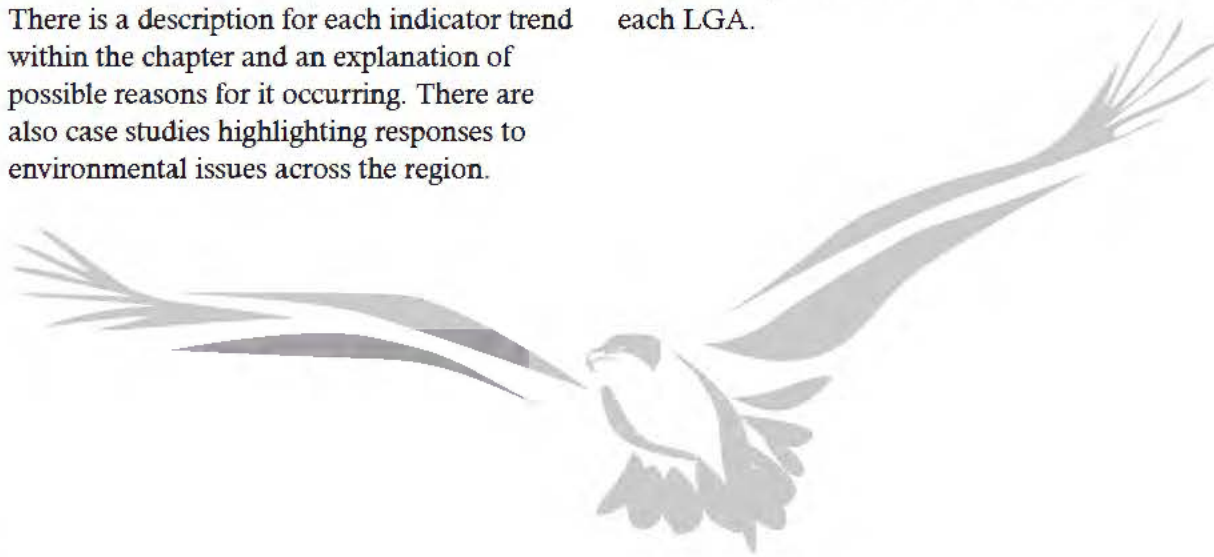 There is a description for each indicator trend
within the chapter and an explanation of
possible reasons for it occurring. There are
also case studies highlighting responses to
environmental issues across the region.
each LGA.